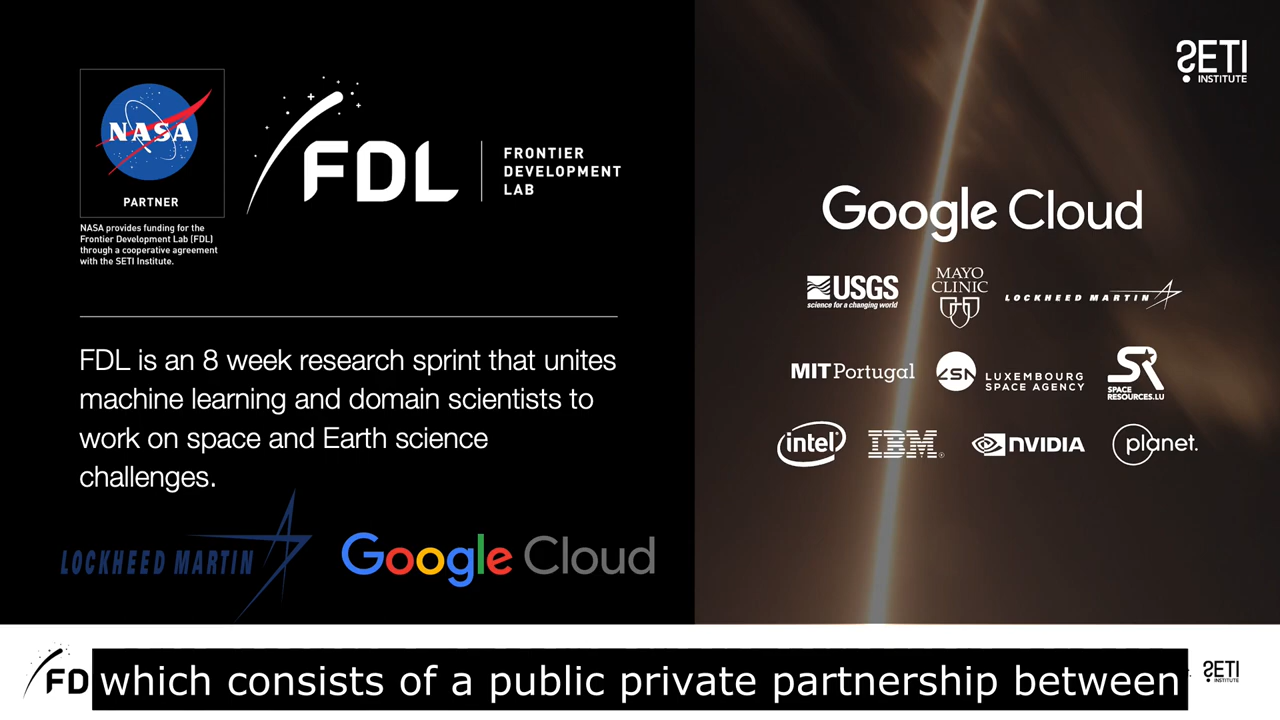 NASA
PARTNER
NASA provides funding for the
Frontier Development Lab (FDL)
through a cooperative agreement
with the SETI Institute.
FDL
FRONTIER
DEVELOPMENT
LAB
FDL is an 8 week research sprint that unites
machine learning and domain scientists to
work on space and Earth science
challenges.
LOCKHEED MARTIN
Google Cloud
SETI
INSTITUTE
Google Cloud
USGS
science for a changing world
MAYO
CLINIC
LOCKHEED MARTIN
MIT Portugal
LSA
LUXEMBOURG
SPACE AGENCY
SR
SPACE
RESOURCES.LU
intel
IBM®
NVIDIA
planet.
FD
which consists of a public private partnership between
SETI
INSTITUTE